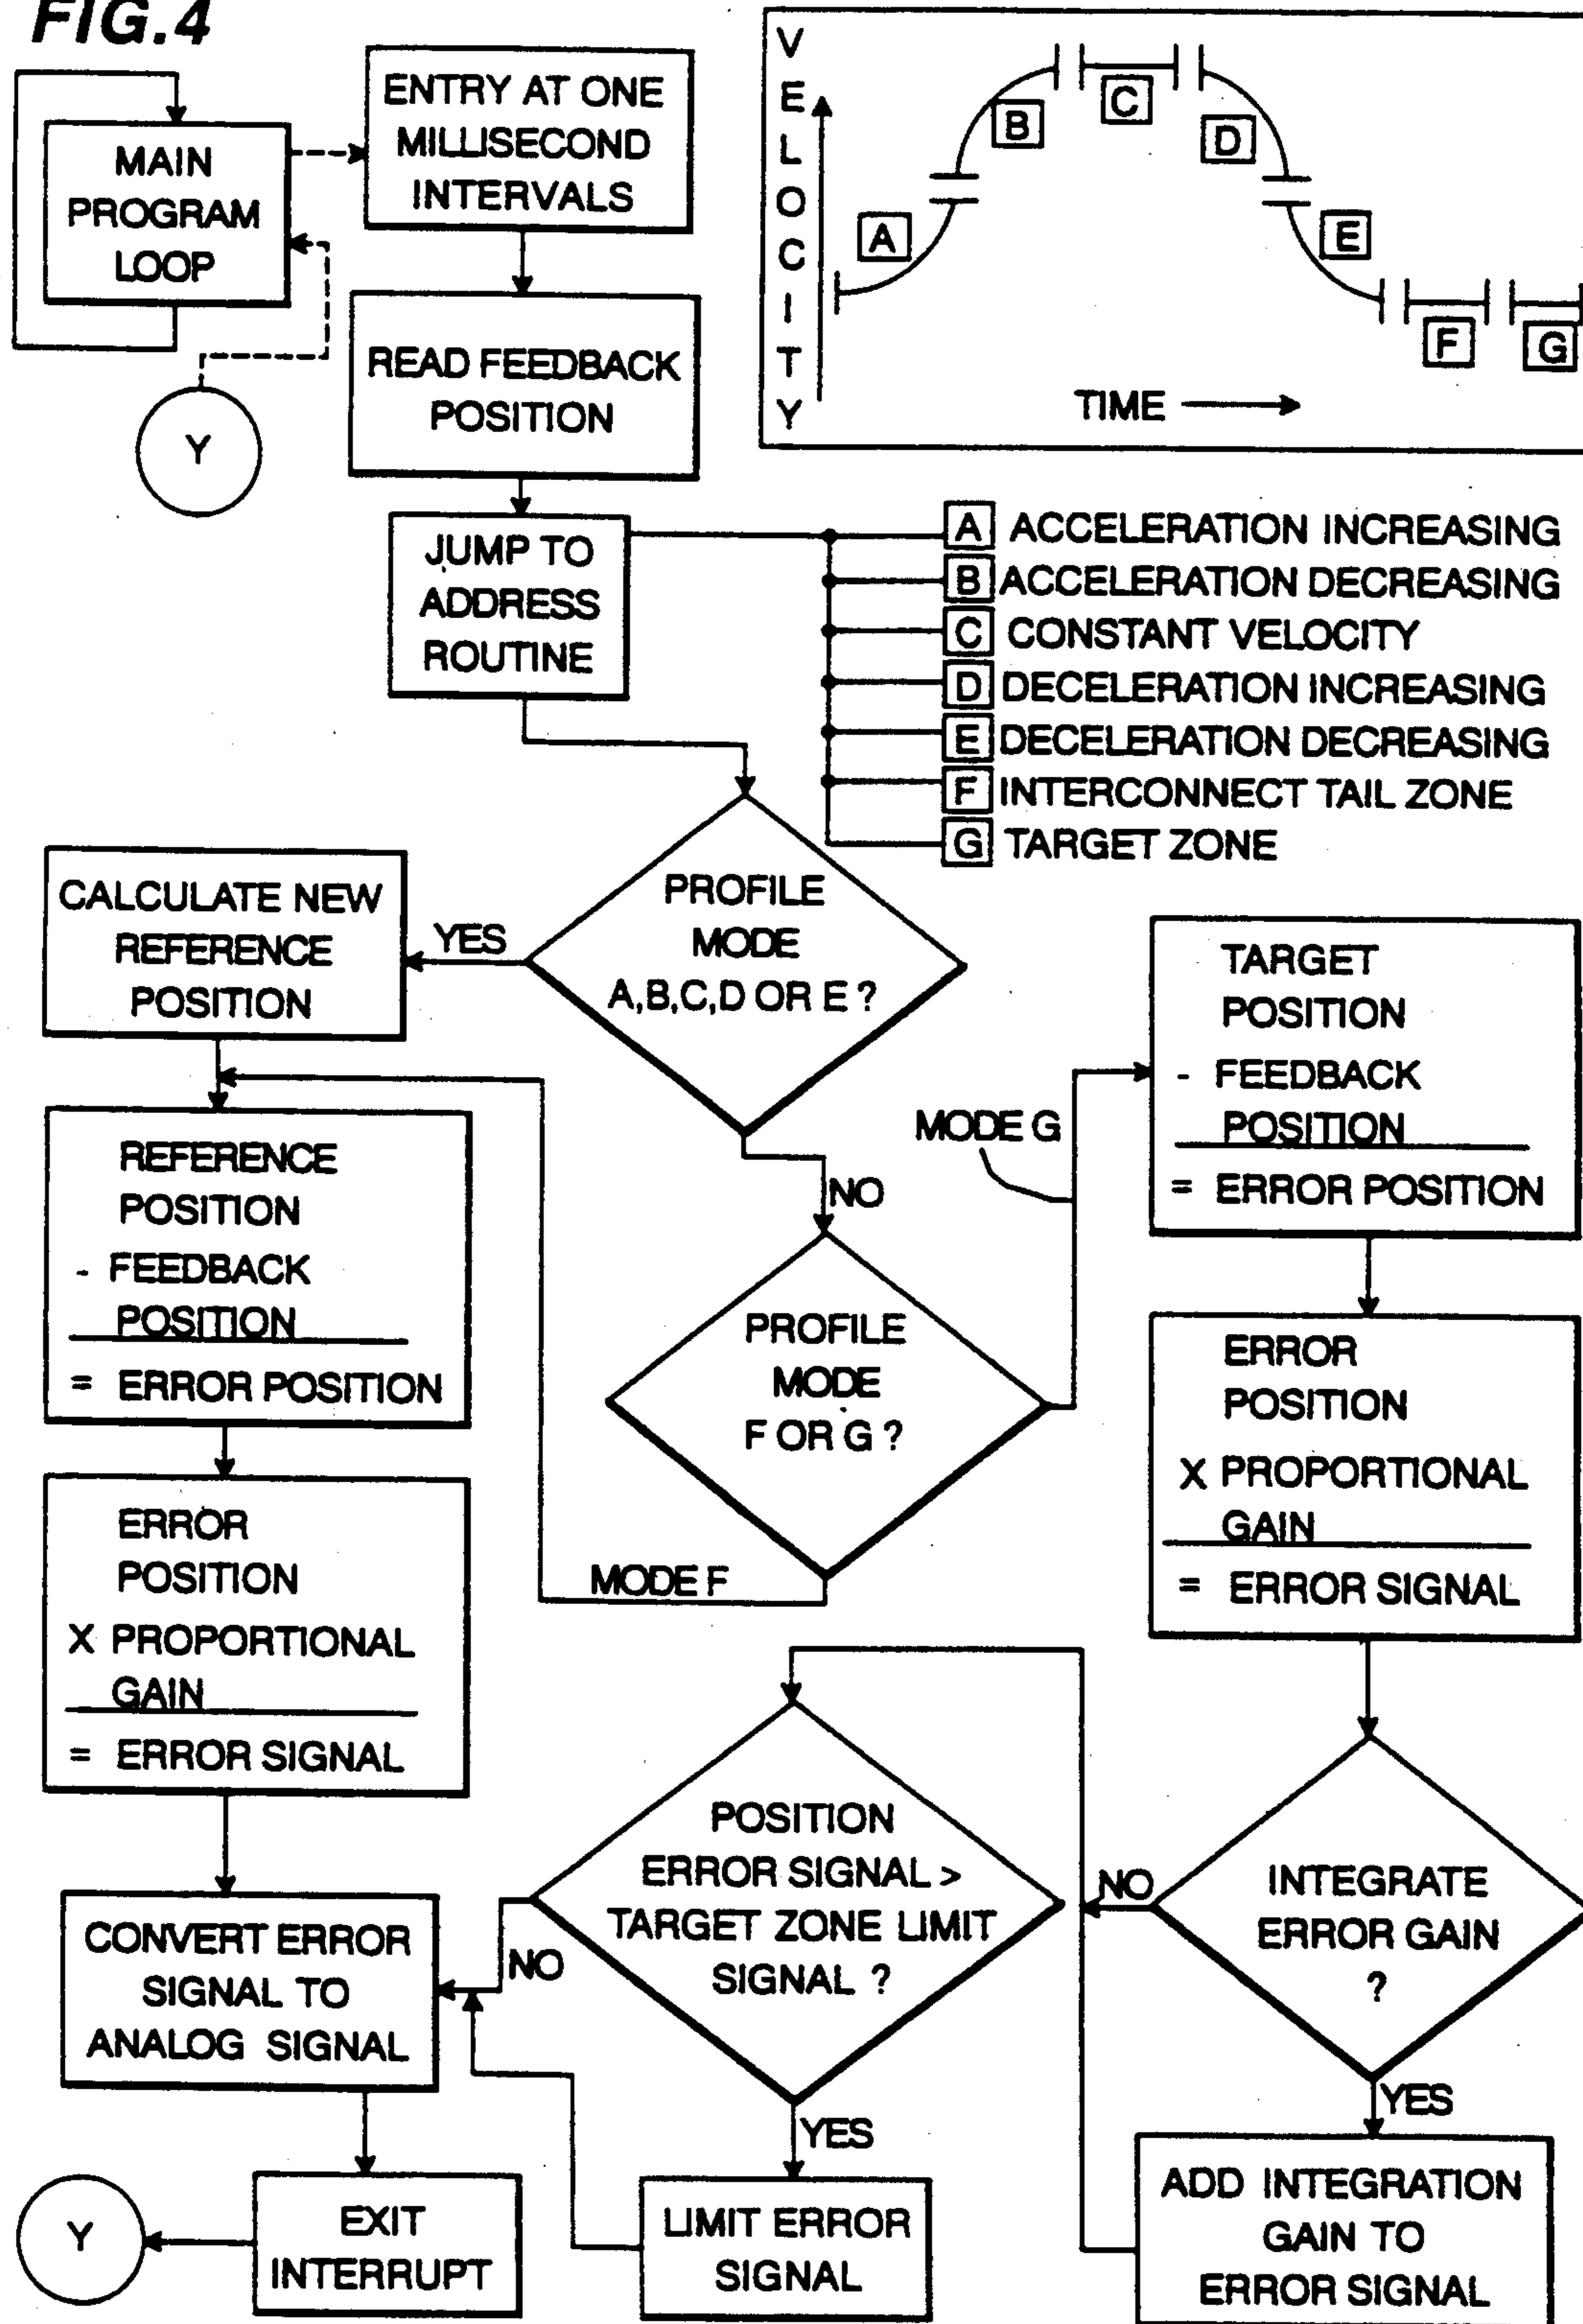 FIG.4
MAIN
PROGRAM
LOOP
Y
ENTRY AT ONE
MILLISECOND
INTERVALS
READ FEEDBACK
POSITION
JUMP TO
ADDRESS
ROUTINE
VELOCITY
A
B
C
D
E
F
G
TIME
A ACCELERATION INCREASING
B ACCELERATION DECREASING
C CONSTANT VELOCITY
D DECELERATION INCREASING
E DECELERATION DECREASING
F INTERCONNECT TAIL ZONE
G TARGET ZONE
PROFILE
MODE
A,B,C,D OR E ?
YES
NO
CALCULATE NEW
REFERENCE
POSITION
REFERENCE
POSITION
- FEEDBACK
POSITION
= ERROR POSITION
ERROR
POSITION
X PROPORTIONAL
GAIN
= ERROR SIGNAL
PROFILE
MODE
F OR G ?
MODE F
MODE G
TARGET
POSITION
- FEEDBACK
POSITION
= ERROR POSITION
ERROR
POSITION
X PROPORTIONAL
GAIN
= ERROR SIGNAL
INTEGRATE
ERROR GAIN
?
NO
YES
ADD INTEGRATION
GAIN TO
ERROR SIGNAL
POSITION
ERROR SIGNAL >
TARGET ZONE LIMIT
SIGNAL ?
NO
YES
LIMIT ERROR
SIGNAL
CONVERT ERROR
SIGNAL TO
ANALOG SIGNAL
EXIT
INTERRUPT
Y